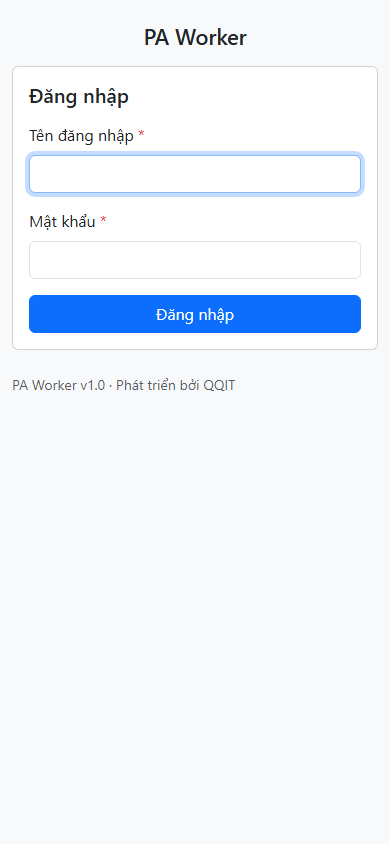 PA Worker
Đăng nhập
Tên đăng nhập *
Mật khẩu *
Đăng nhập
PA Worker v1.0 · Phát triển bởi QQIT